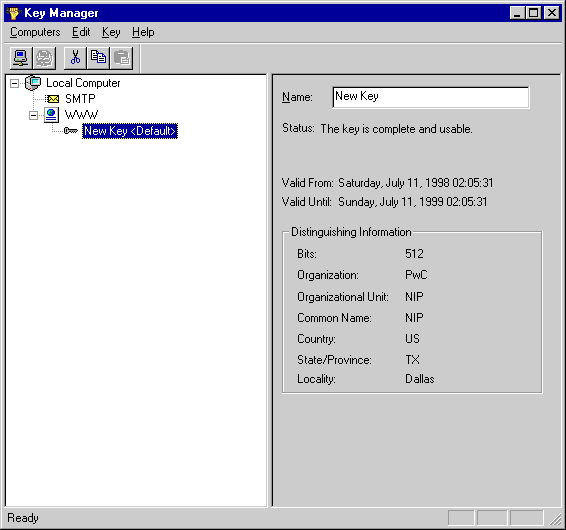 Key Manager
Computers Edit Key Help
Local Computer
SMTP
WWW
New Key <Default>
Name: New Key
Status: The key is complete and usable.
Valid From: Saturday, July 11, 1998 02:05:31
Valid Until: Sunday, July 11, 1999 02:05:31
Distinguishing Information
Bits: 512
Organization: PwC
Organizational Unit: NIP
Common Name: NIP
Country: US
State/Province: TX
Locality: Dallas
Ready